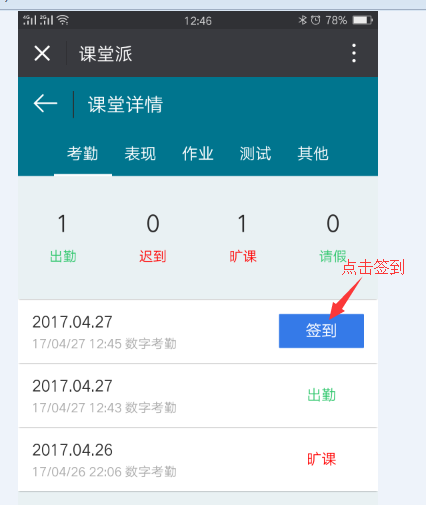 12:46 78%
课堂派
课堂详情
考勤 表现 作业 测试 其他
1 0 1 0
出勤 迟到 旷课 请假
点击签到
2017.04.27
签到
17/04/27 12:45 数字考勤
2017.04.27
出勤
17/04/27 12:43 数字考勤
2017.04.26
旷课
17/04/26 22:06 数字考勤